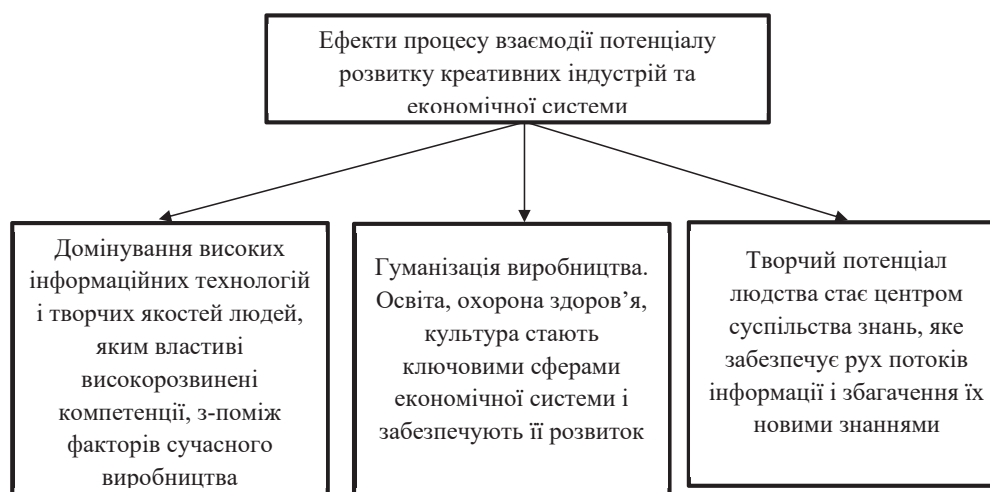 Ефекти процесу взаємодії потенціалу
розвитку креативних індустрій та
економічної системи
Домінування високих
інформаційних технологій
і творчих якостей людей,
яким властиві
високорозвинені
компетенції, з-поміж
факторів сучасного
виробництва
Гуманізація виробництва.
Освіта, охорона здоров’я,
культура стають
ключовими сферами
економічної системи і
забезпечують її розвиток
Творчий потенціал
людства стає центром
суспільства знань, яке
забезпечує рух потоків
інформації і збагачення їх
новими знаннями